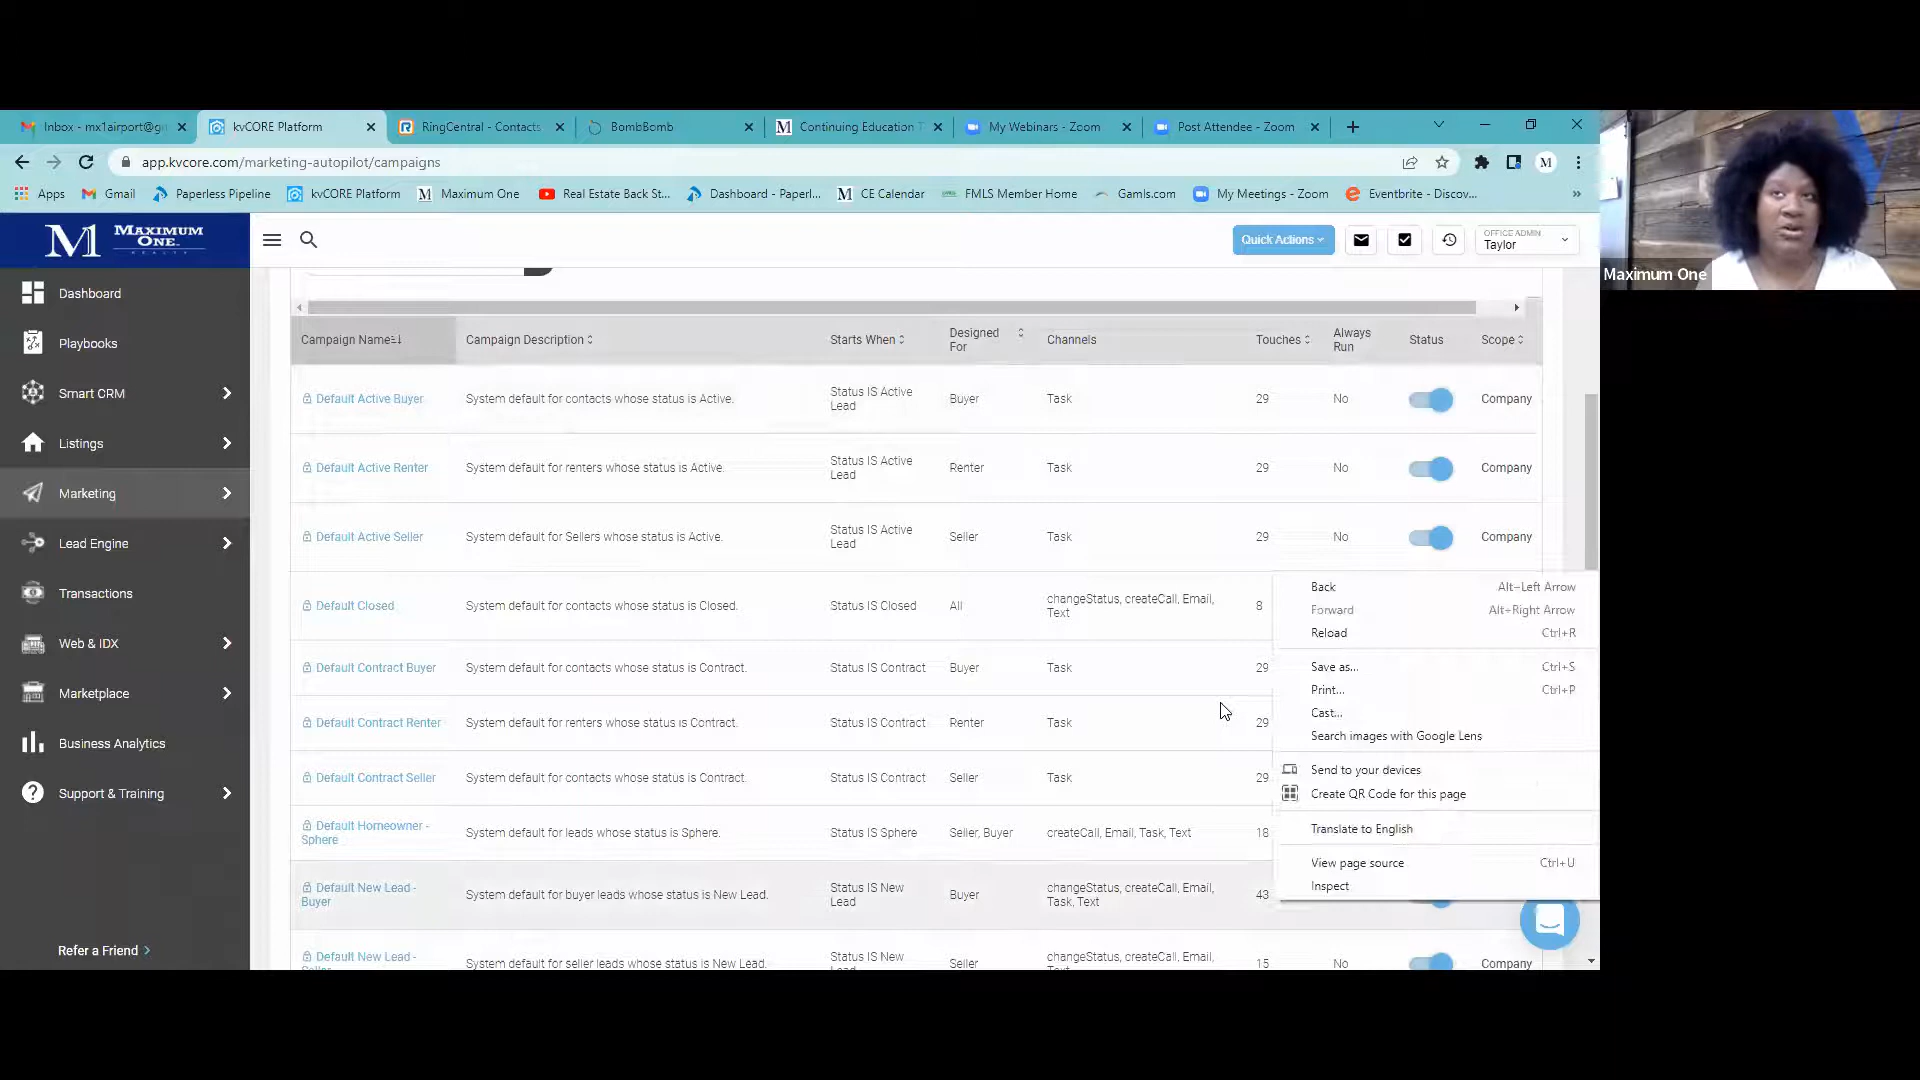 Inbox - mx1airport@g
kvCORE Platform
RingCentral - Contacts
BombBomb
Continuing Education T
My Webinars - Zoom
Post Attendee - Zoom
app.kvcore.com/marketing-autopilot/campaigns
M
Apps
Gmail
Paperless Pipeline
kvCORE Platform
Maximum One
Real Estate Back St...
Dashboard - Paperl...
CE Calendar
FMLS Member Home
Gamls.com
My Meetings - Zoom
Eventbrite - Discov...
M MAXIMUM
ONE
REALTY
Quick Actions
OFFICE ADMIN
Taylor
Maximum One
Dashboard
Playbooks
Smart CRM
Listings
Marketing
Lead Engine
Transactions
Web & IDX
Marketplace
Business Analytics
Support & Training
Refer a Friend
Campaign Name
Campaign Description
Starts When
Designed
For
Channels
Touches
Always
Run
Status
Scope
Default Active Buyer
System default for contacts whose status is Active.
Status IS Active
Lead
Buyer
Task
29
No
Company
Default Active Renter
System default for renters whose status is Active.
Status IS Active
Lead
Renter
Task
29
No
Company
Default Active Seller
System default for Sellers whose status is Active.
Status IS Active
Lead
Seller
Task
29
No
Company
Default Closed
System default for contacts whose status is Closed.
Status IS Closed
All
changeStatus, createCall, Email,
Text
8
Default Contract Buyer
System default for contacts whose status is Contract.
Status IS Contract
Buyer
Task
29
Default Contract Renter
System default for renters whose status is Contract.
Status IS Contract
Renter
Task
29
Default Contract Seller
System default for contacts whose status is Contract.
Status IS Contract
Seller
Task
29
Default Homeowner -
Sphere
System default for leads whose status is Sphere.
Status IS Sphere
Seller, Buyer
createCall, Email, Task, Text
18
Default New Lead -
Buyer
System default for buyer leads whose status is New Lead.
Status IS New
Lead
Buyer
changeStatus, createCall, Email,
Task, Text
43
Default New Lead -
System default for seller leads whose status is New Lead.
Status IS New
Lead
Seller
changeStatus, createCall, Email,
Text
15
No
Company
Back Alt+Left Arrow
Forward Alt+Right Arrow
Reload Ctrl+R
Save as... Ctrl+S
Print... Ctrl+P
Cast...
Search images with Google Lens
Send to your devices
Create QR Code for this page
Translate to English
View page source Ctrl+U
Inspect